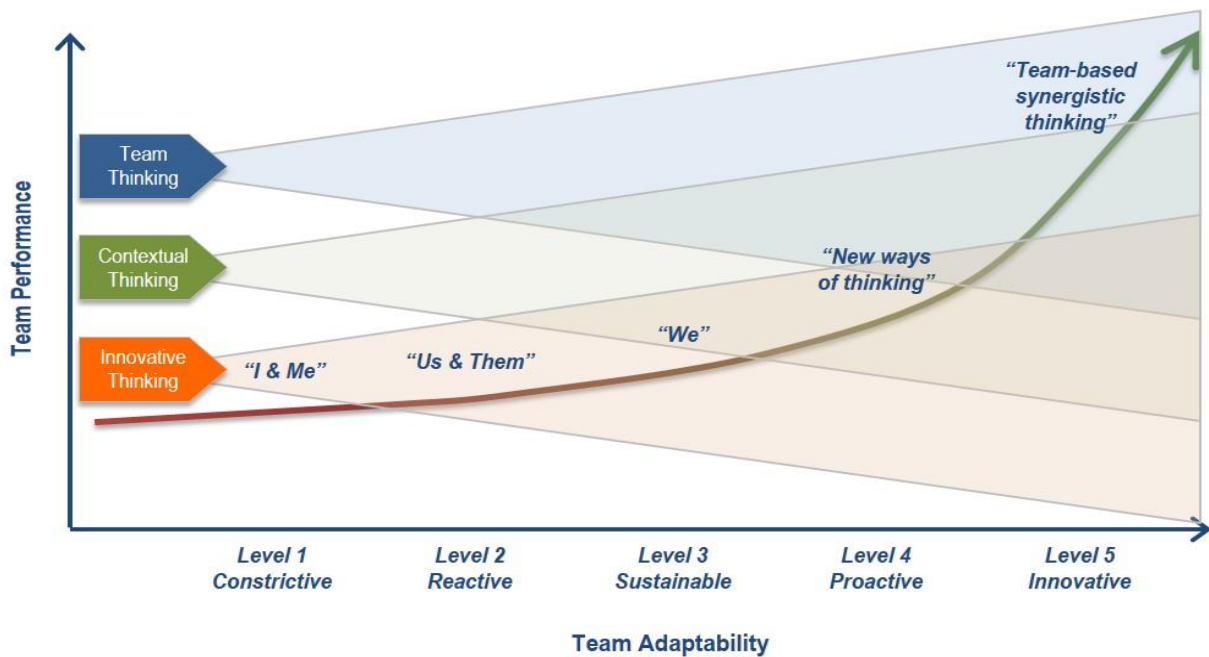 Team Performance
Team
Thinking
Contextual
Thinking
Innovative
Thinking
“I & Me”
“Us & Them”
“We”
“New ways
of thinking”
“Team-based
synergistic
thinking”
Level 1
Constrictive
Level 2
Reactive
Level 3
Sustainable
Level 4
Proactive
Level 5
Innovative
Team Adaptability